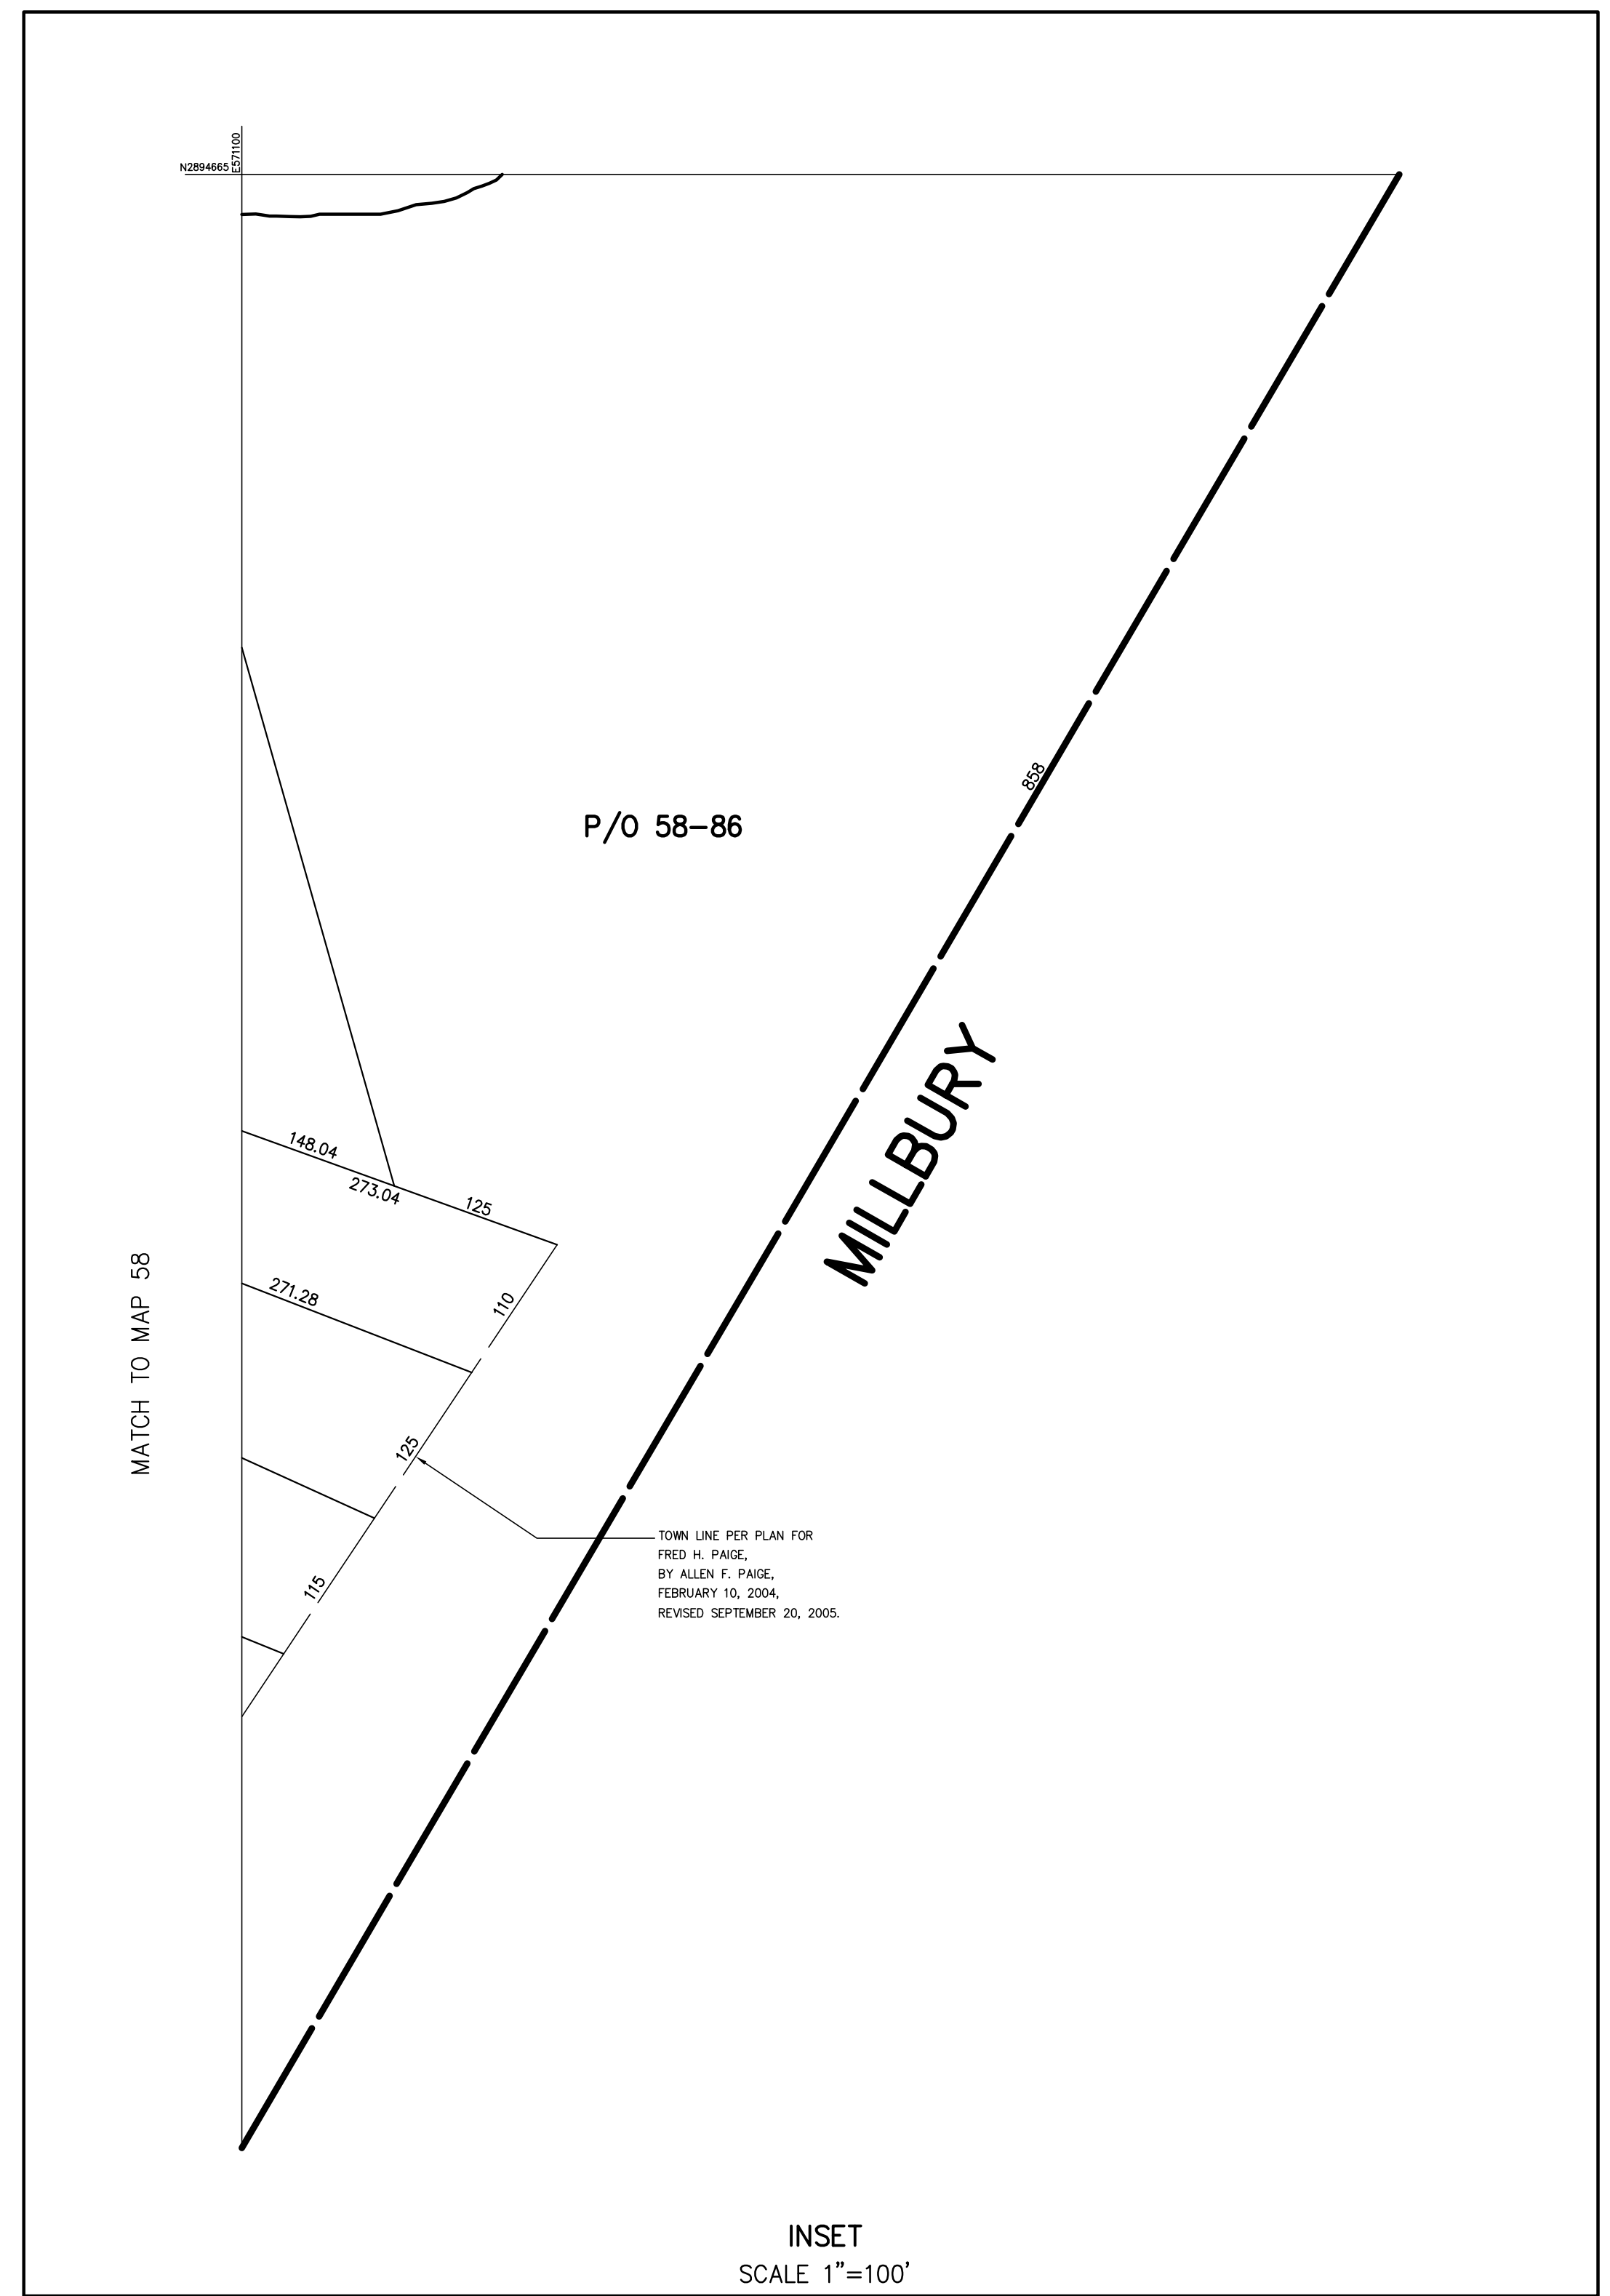 N2894665
E571100
858
P/O 58-86
MILLBURY
148.04
273.04
125
110
271.28
MATCH TO MAP 58
125
115
TOWN LINE PER PLAN FOR
FRED H. PAIGE,
BY ALLEN F. PAIGE,
FEBRUARY 10, 2004,
REVISED SEPTEMBER 20, 2005.
INSET
SCALE 1"=100'